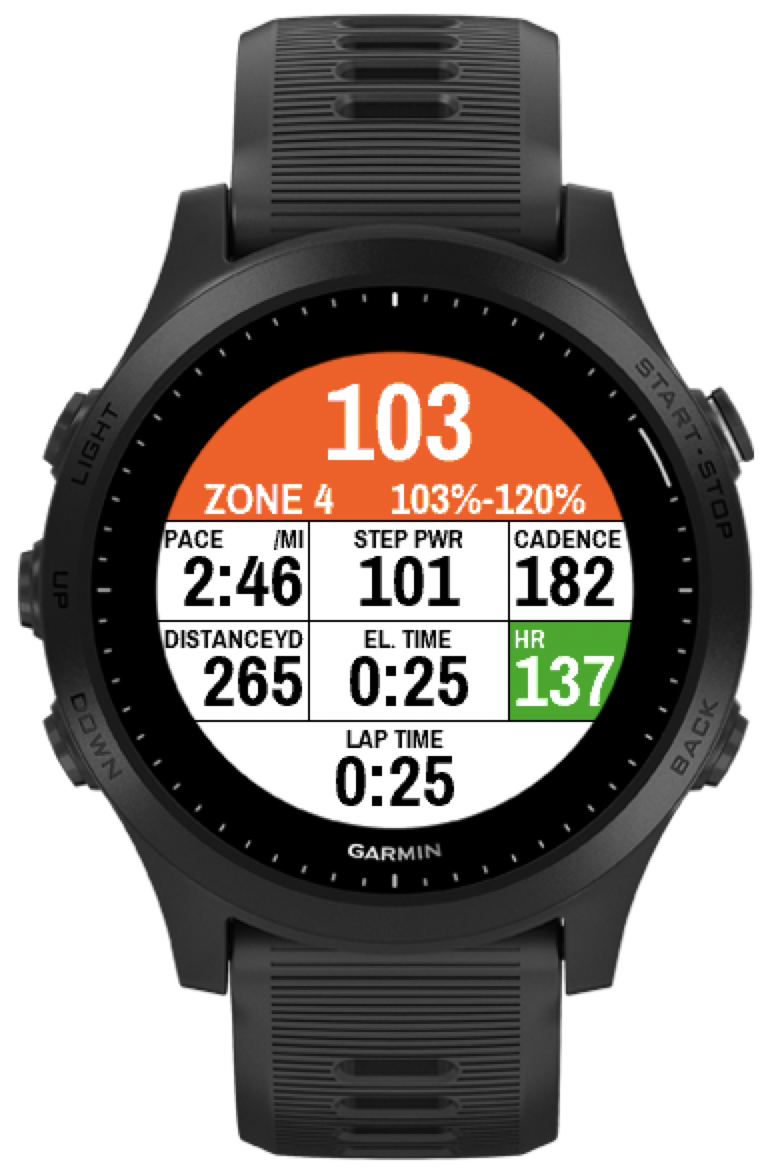 103
ZONE 4 103%-120%
PACE /MI STEP PWR CADENCE
2:46 101 182
DISTANCEYD EL. TIME HR
265 0:25 137
LAP TIME
0:25
GARMIN
LIGHT
UP
DOWN
START·STOP
BACK